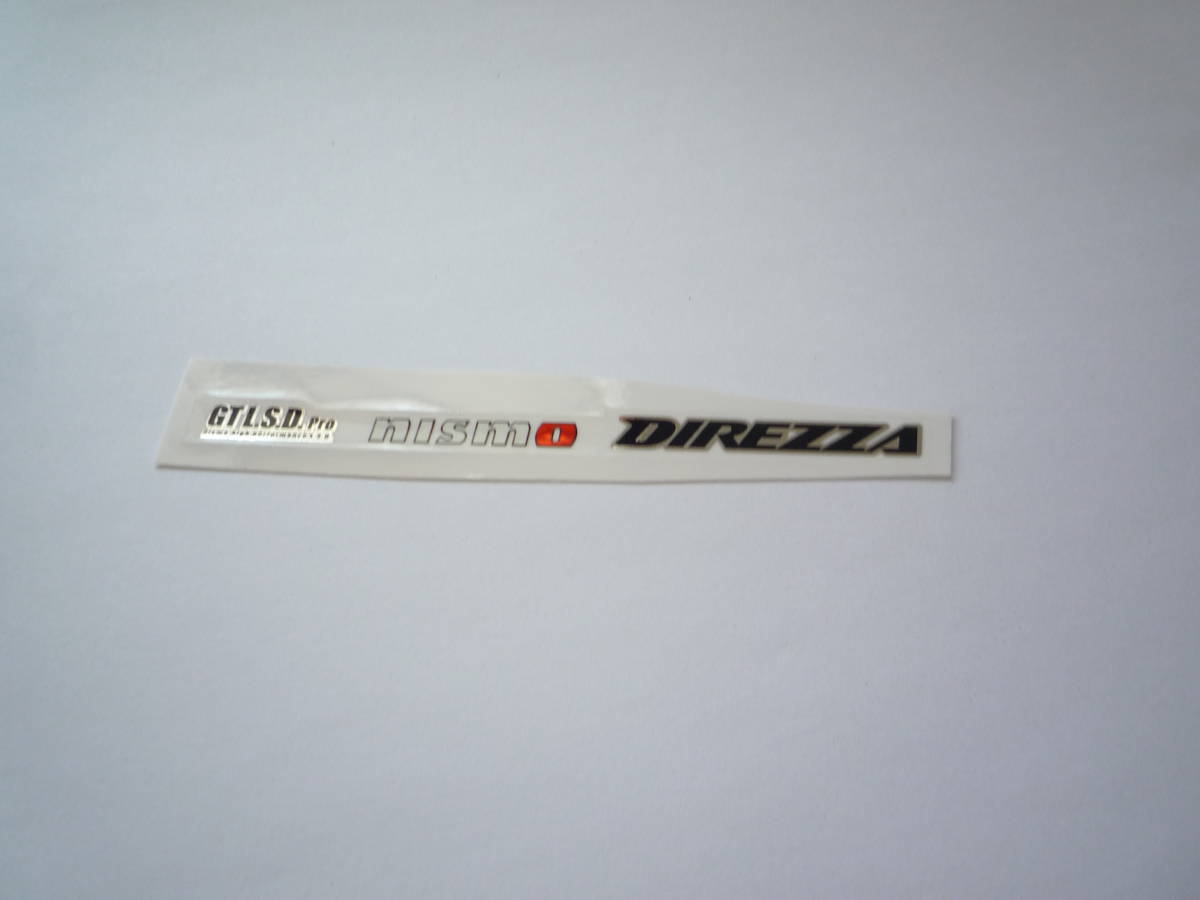 GT L.S.D. Pro
nismo
DIREZZA